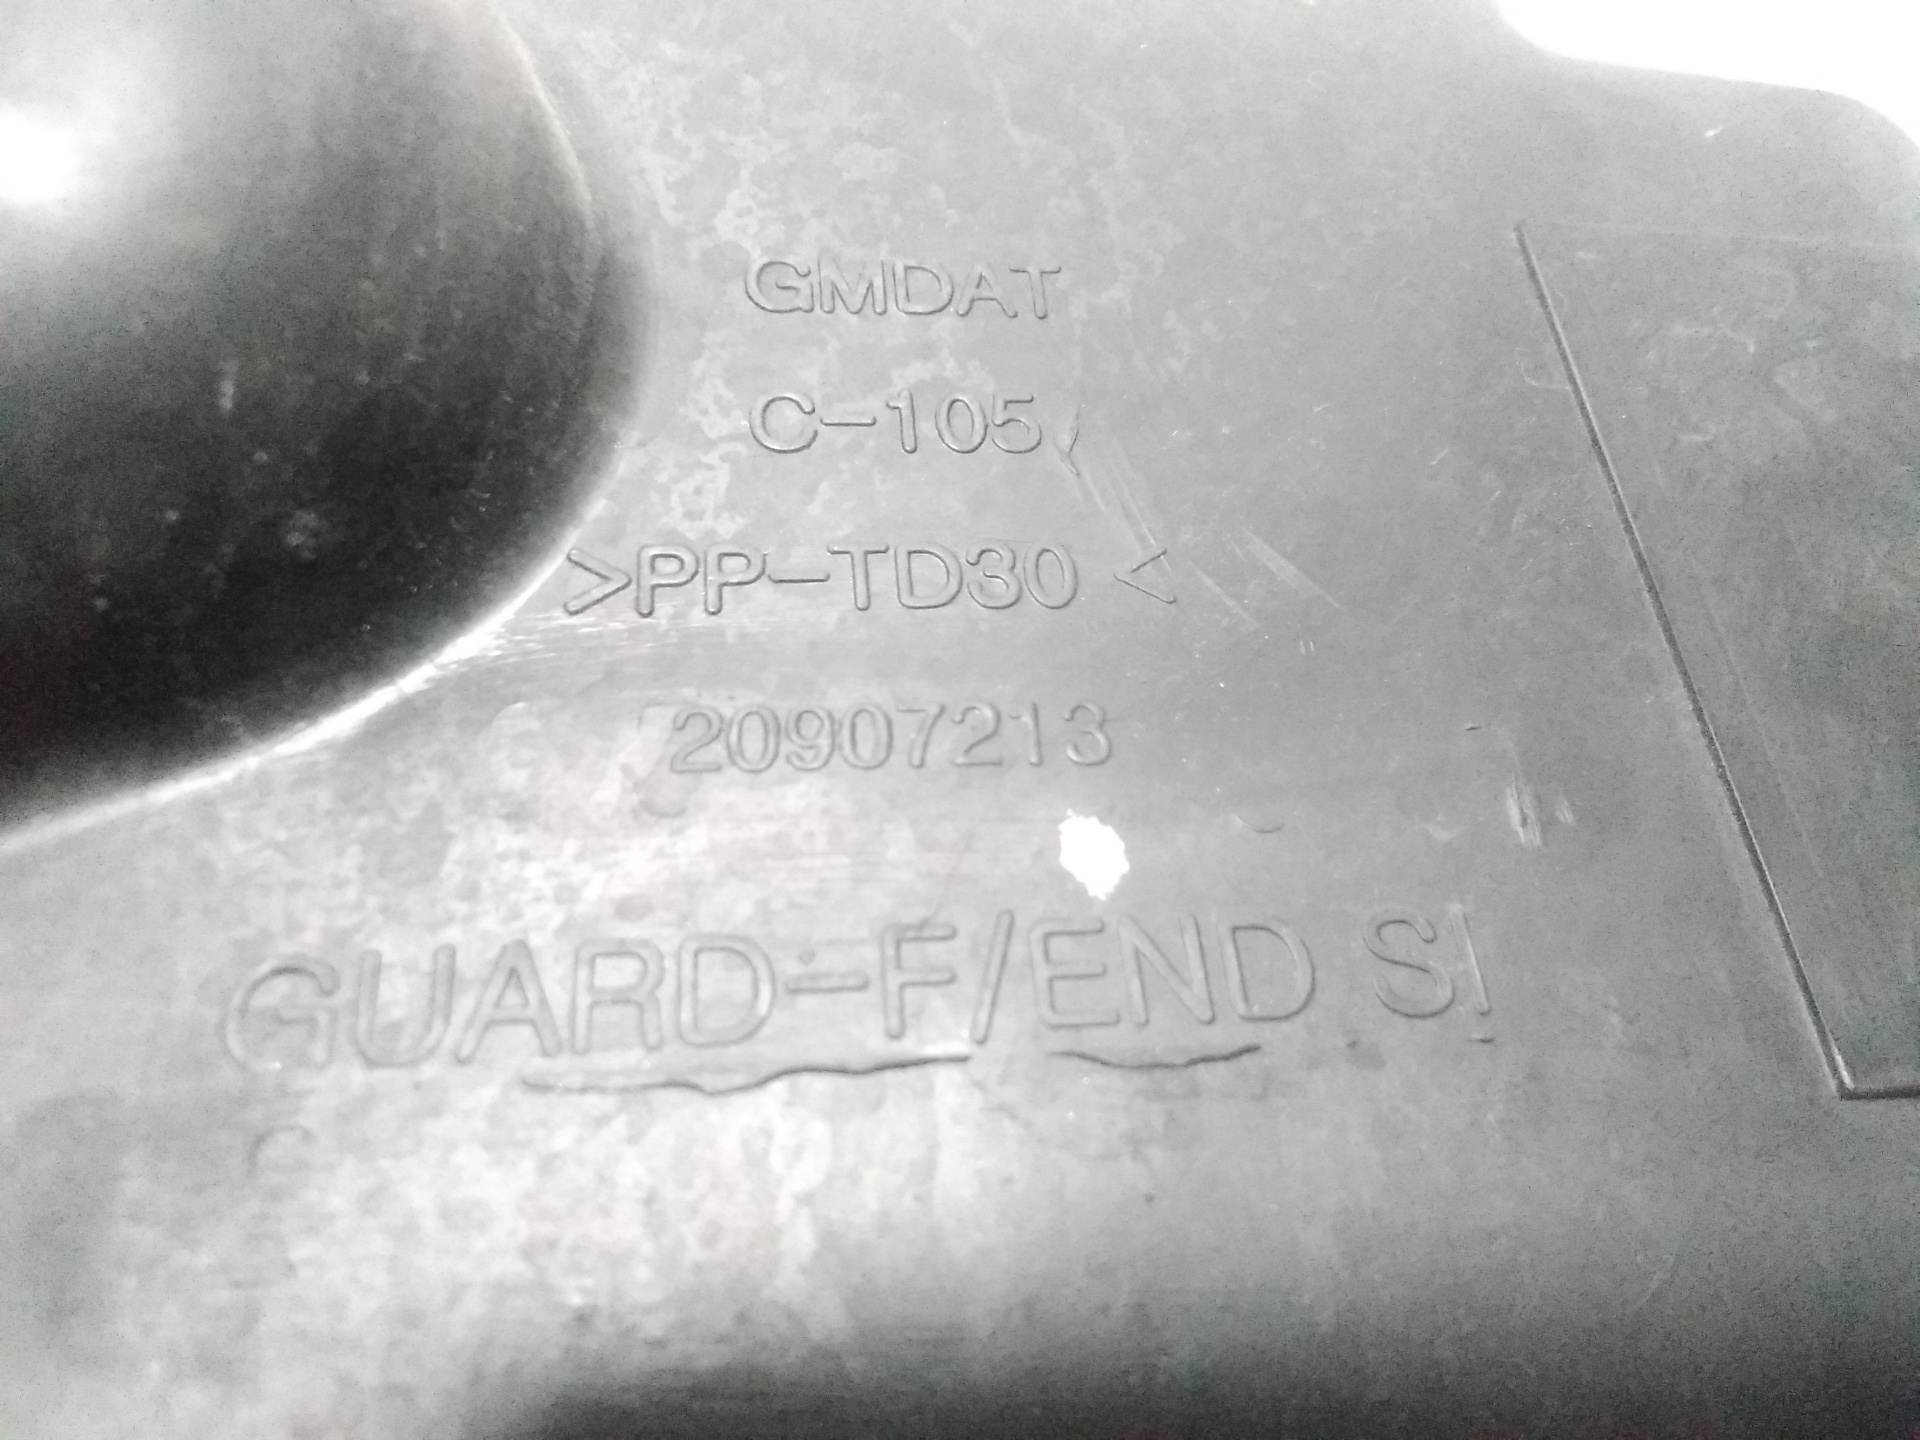 GMDAT
C-105
>PP-TD30<
20907213
GUARD-F/END SI